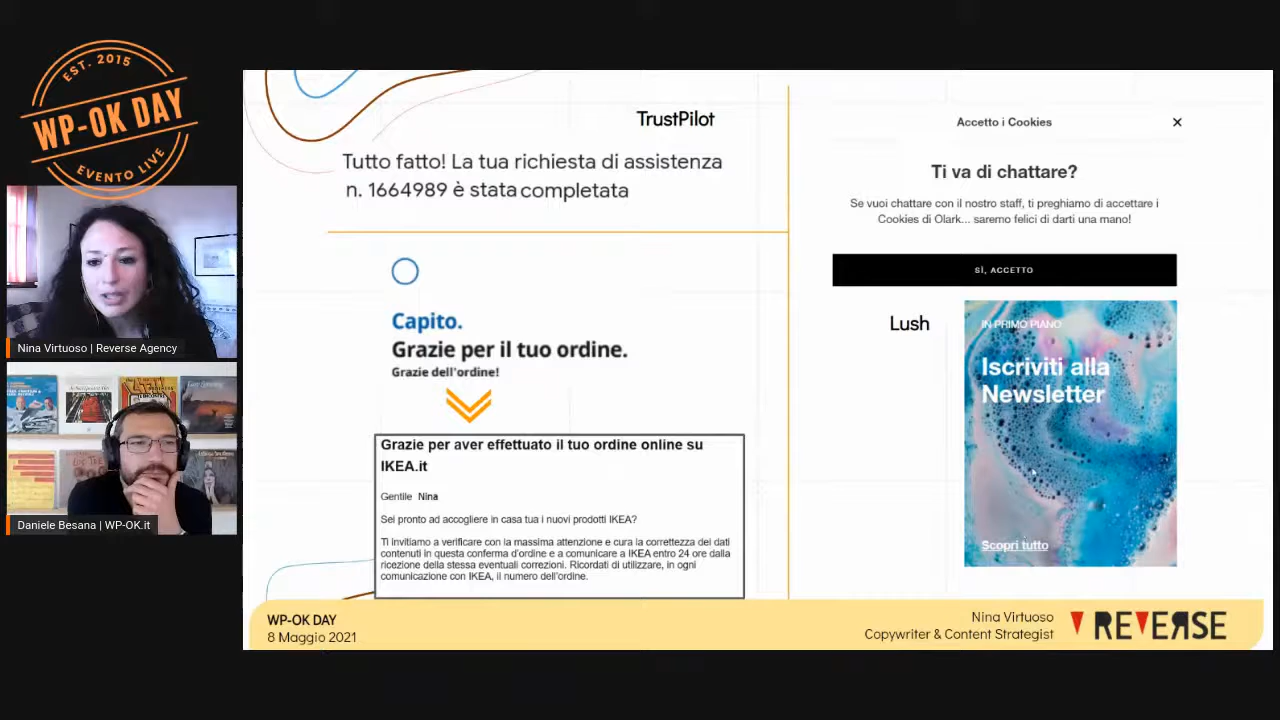 EST. 2015
WP-OK DAY
EVENTO LIVE
Nina Virtuoso | Reverse Agency
Daniele Besana | WP-OK.it
TrustPilot
Tutto fatto! La tua richiesta di assistenza
n. 1664989 è stata completata
Capito.
Grazie per il tuo ordine.
Grazie dell'ordine!
Grazie per aver effettuato il tuo ordine online su
IKEA.it
Gentile Nina
Sei pronto ad accogliere in casa tua i nuovi prodotti IKEA?
Ti invitiamo a verificare con la massima attenzione e cura la correttezza dei dati
contenuti in questa conferma d'ordine e a comunicare a IKEA entro 24 ore dalla
ricezione della stessa eventuali correzioni. Ricordati di utilizzare, in ogni
comunicazione con IKEA, il numero dell'ordine.
Accetto i Cookies
Ti va di chattare?
Se vuoi chattare con il nostro staff, ti preghiamo di accettare i
Cookies di Olark... saremo felici di darti una mano!
SÌ, ACCETTO
Lush
IN PRIMO PIANO
Iscriviti alla
Newsletter
Scopri tutto
WP-OK DAY
8 Maggio 2021
Nina Virtuoso
Copywriter & Content Strategist
REVERSE